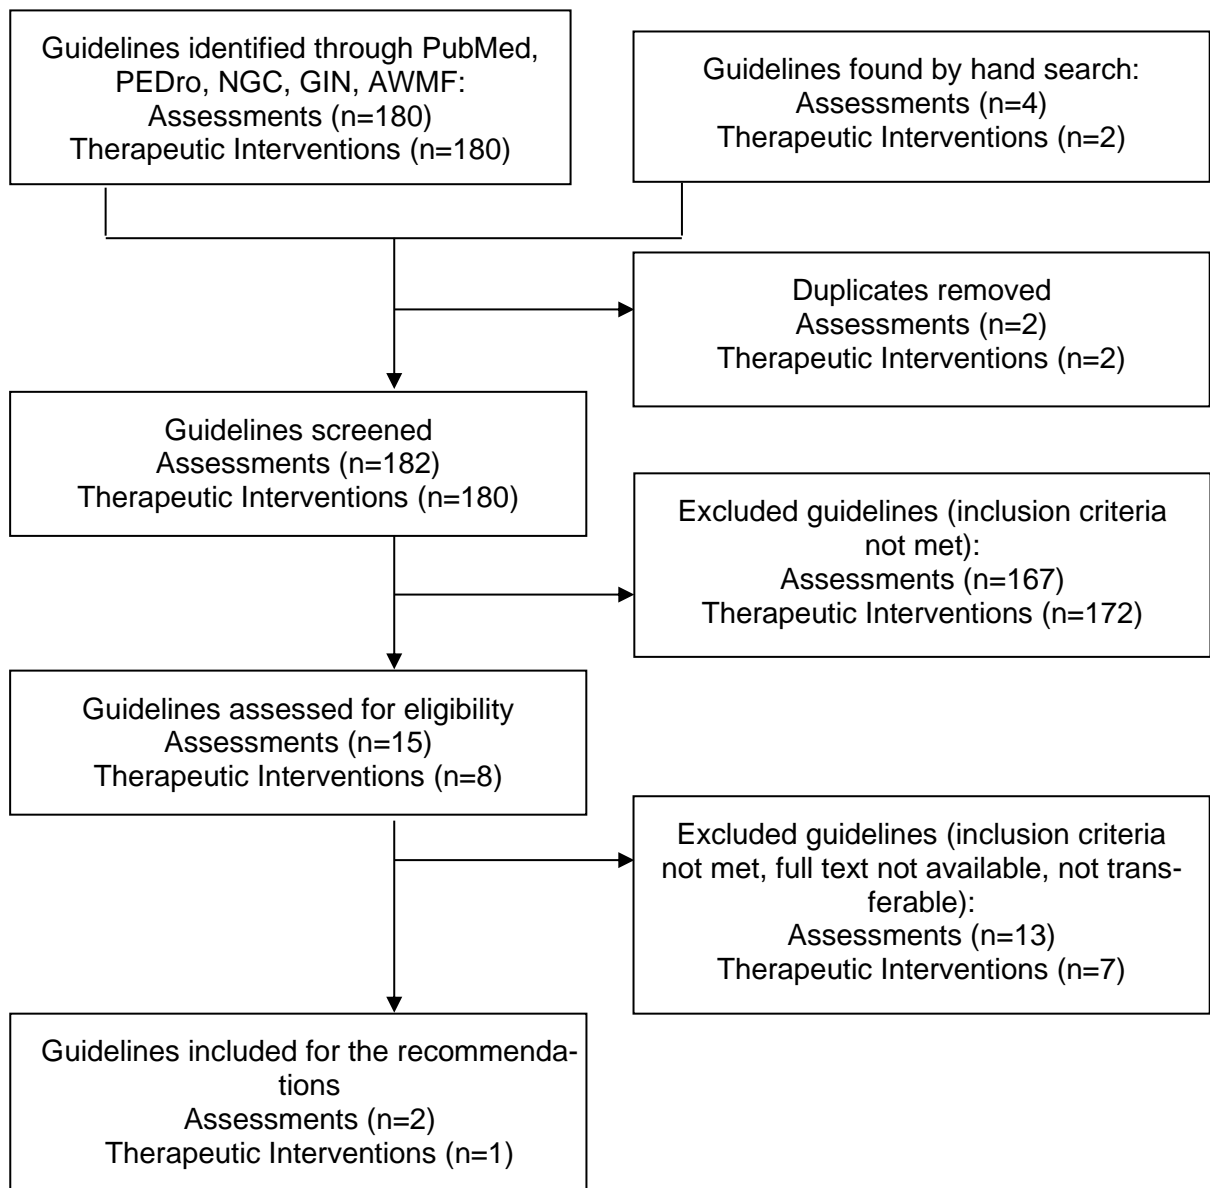 Guidelines identified through PubMed,
PEDro, NGC, GIN, AWMF:
Assessments (n=180)
Therapeutic Interventions (n=180)
Guidelines found by hand search:
Assessments (n=4)
Therapeutic Interventions (n=2)
Duplicates removed
Assessments (n=2)
Therapeutic Interventions (n=2)
Guidelines screened
Assessments (n=182)
Therapeutic Interventions (n=180)
Excluded guidelines (inclusion criteria
not met):
Assessments (n=167)
Therapeutic Interventions (n=172)
Guidelines assessed for eligibility
Assessments (n=15)
Therapeutic Interventions (n=8)
Excluded guidelines (inclusion criteria
not met, full text not available, not trans-
ferable):
Assessments (n=13)
Therapeutic Interventions (n=7)
Guidelines included for the recommenda-
tions
Assessments (n=2)
Therapeutic Interventions (n=1)